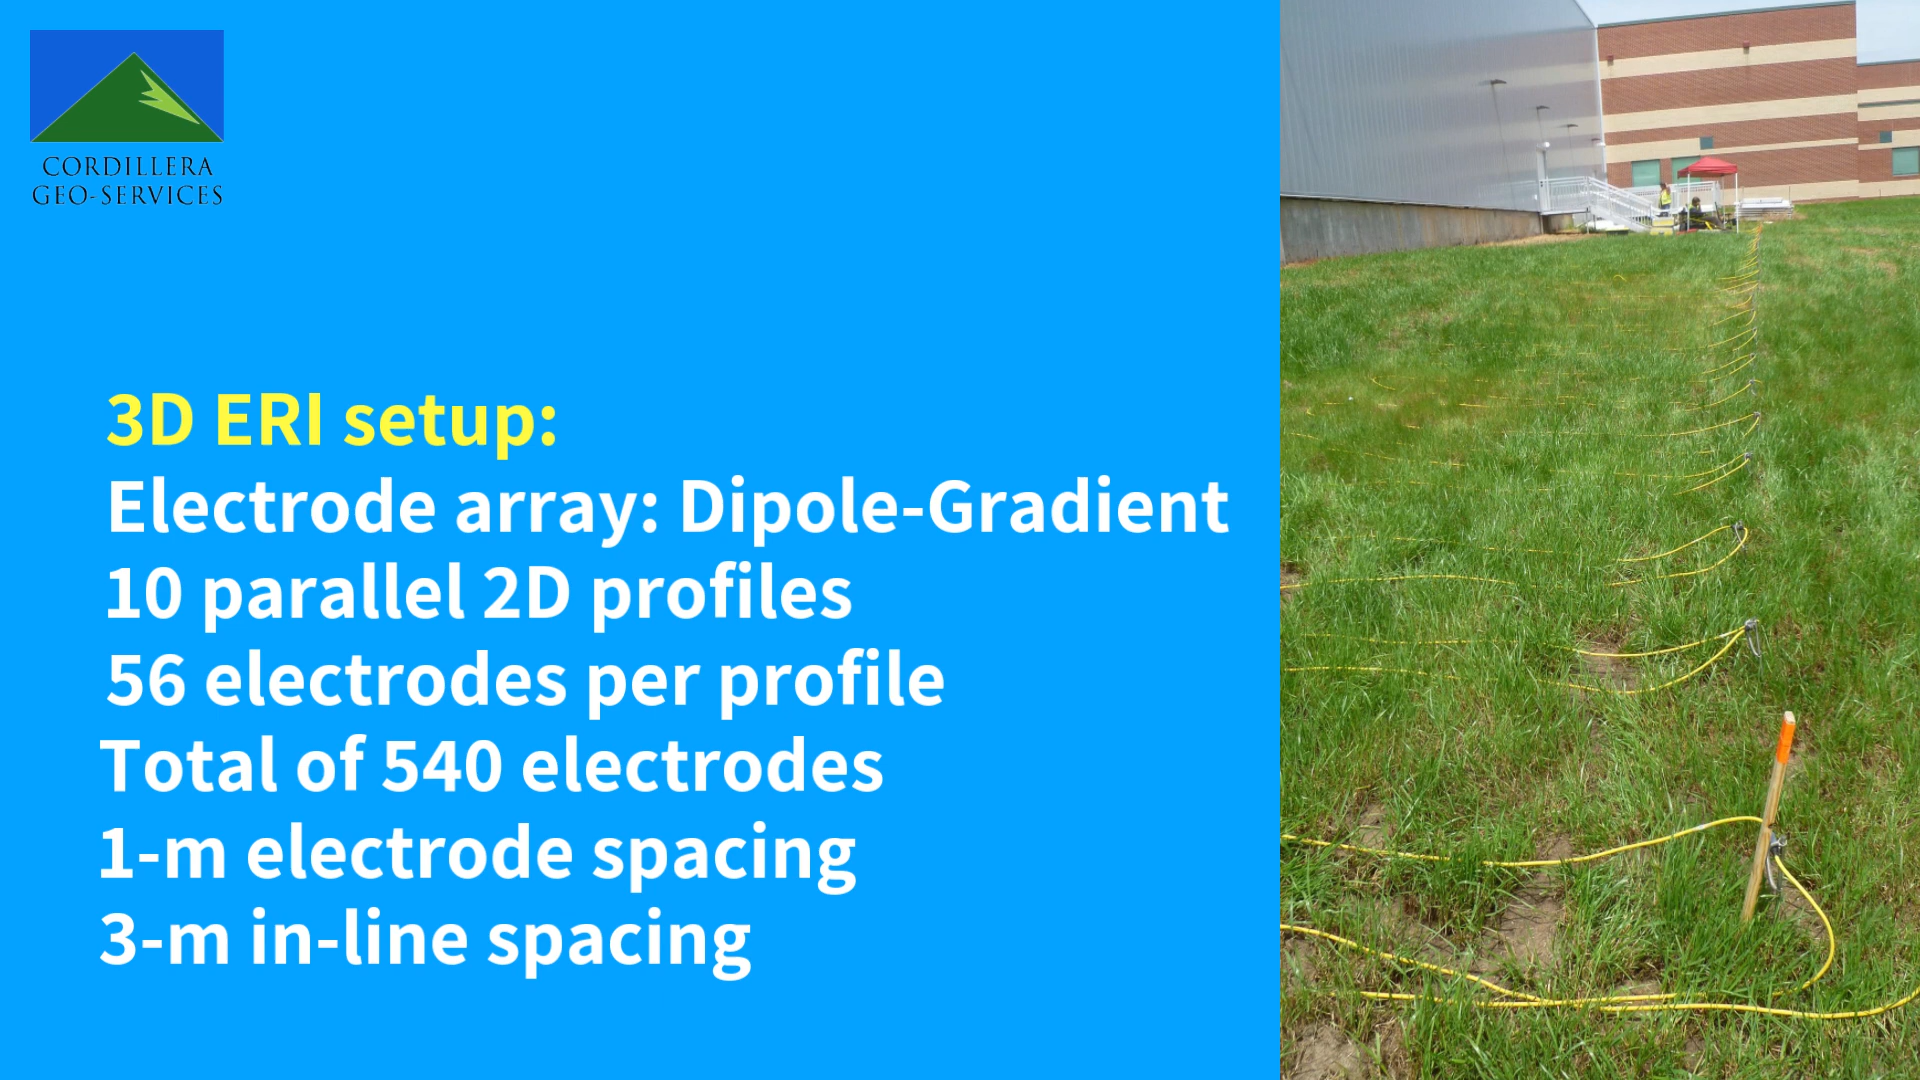 CORDILLERA
GEO-SERVICES
3D ERI setup:
Electrode array: Dipole-Gradient
10 parallel 2D profiles
56 electrodes per profile
Total of 540 electrodes
1-m electrode spacing
3-m in-line spacing